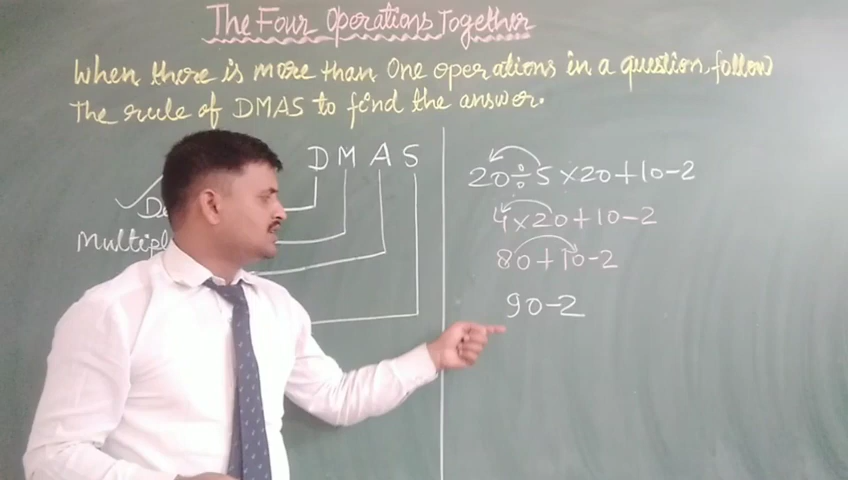 The Four Operations Together
When there is more than One operations in a question, follow
The rule of DMAS to find the answer.
D M A S
Multipl
20÷5×20+10-2
4×20+10-2
80+10-2
90-2